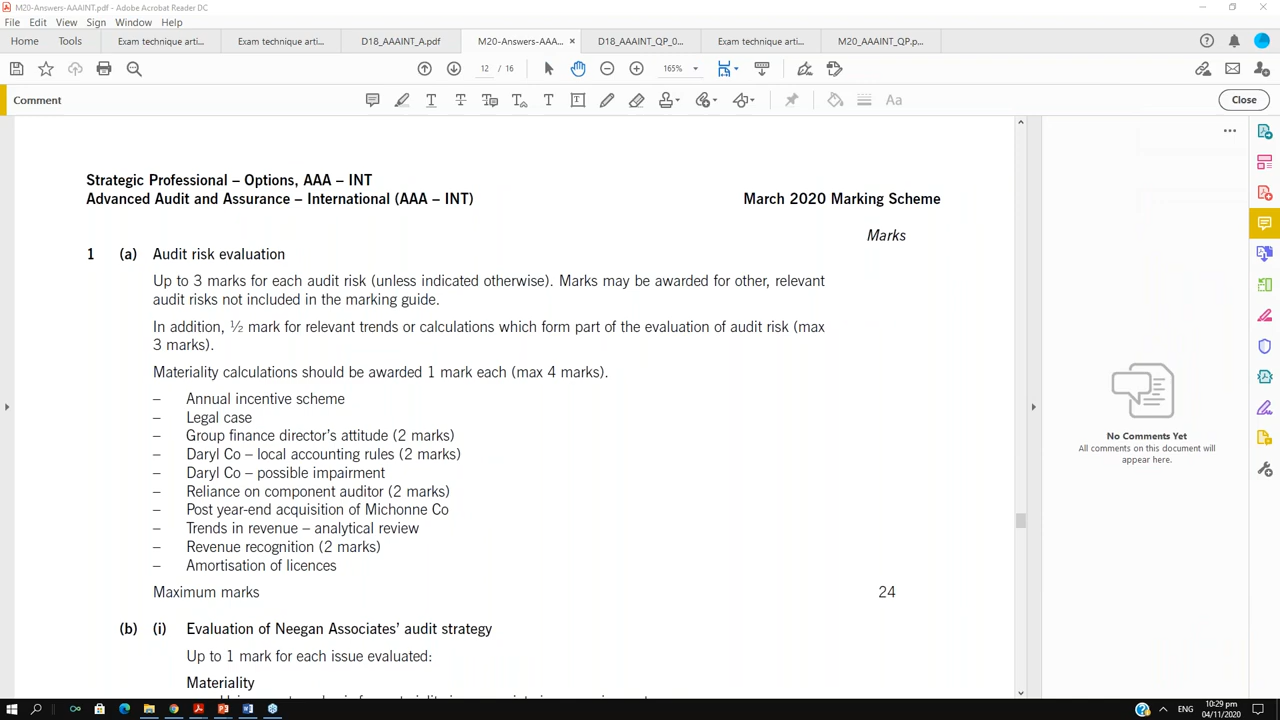 M20-Answers-AAAINT.pdf - Adobe Acrobat Reader DC
File Edit View Sign Window Help
Home Tools Exam technique arti... Exam technique arti... D18_AAAINT_A.pdf M20-Answers-AAA... × D18_AAAINT_QP_0... Exam technique arti... M20_AAAINT_QP.p...
12 / 16 165%
Comment Aa Close
Strategic Professional – Options, AAA – INT
Advanced Audit and Assurance – International (AAA – INT) March 2020 Marking Scheme
Marks
1 (a) Audit risk evaluation
Up to 3 marks for each audit risk (unless indicated otherwise). Marks may be awarded for other, relevant
audit risks not included in the marking guide.
In addition, ½ mark for relevant trends or calculations which form part of the evaluation of audit risk (max
3 marks).
Materiality calculations should be awarded 1 mark each (max 4 marks).
– Annual incentive scheme
– Legal case
– Group finance director's attitude (2 marks)
– Daryl Co – local accounting rules (2 marks)
– Daryl Co – possible impairment
– Reliance on component auditor (2 marks)
– Post year-end acquisition of Michonne Co
– Trends in revenue – analytical review
– Revenue recognition (2 marks)
– Amortisation of licences
Maximum marks 24
(b) (i) Evaluation of Neegan Associates' audit strategy
Up to 1 mark for each issue evaluated:
Materiality
No Comments Yet
All comments on this document will
appear here.
ENG
10:29 pm
04/11/2020